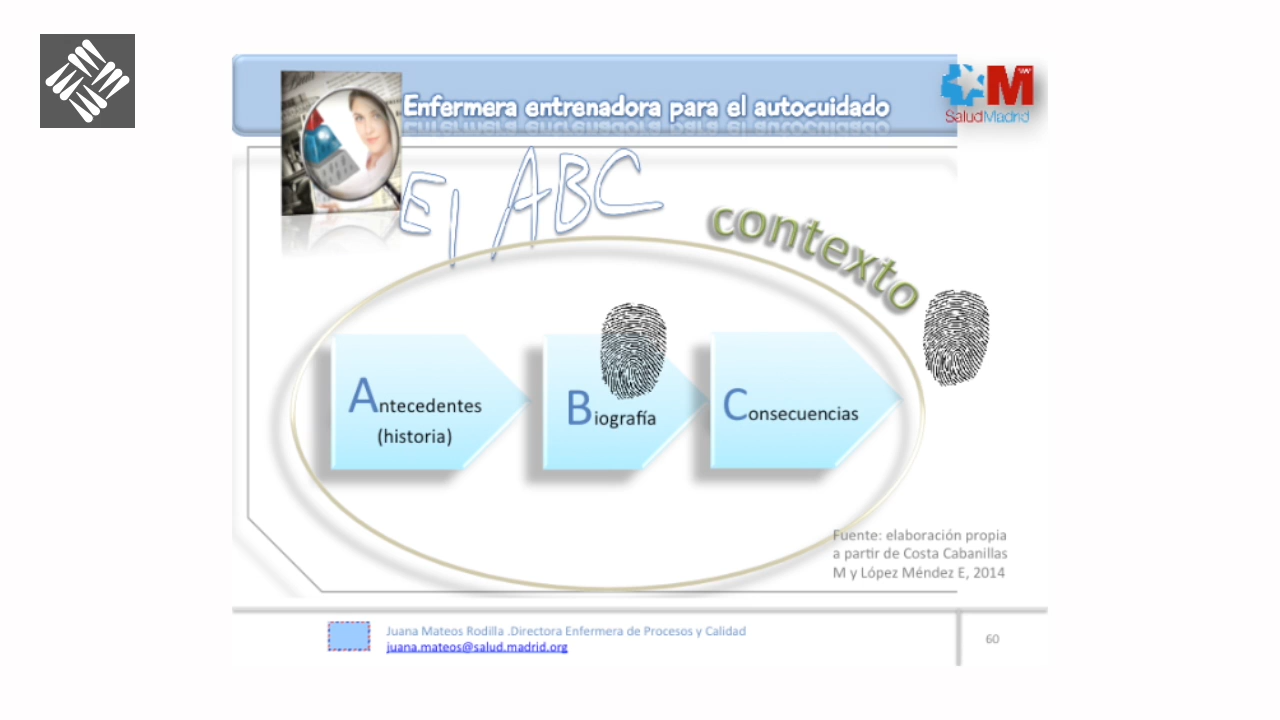 Enfermera entrenadora para el autocuidado
SaludMadrid
El ABC
contexto
Antecedentes
(historia)
Biografía
Consecuencias
Fuente: elaboración propia
a partir de Costa Cabanillas
M y López Méndez E, 2014
Juana Mateos Rodilla .Directora Enfermera de Procesos y Calidad
juana.mateos@salud.madrid.org
60